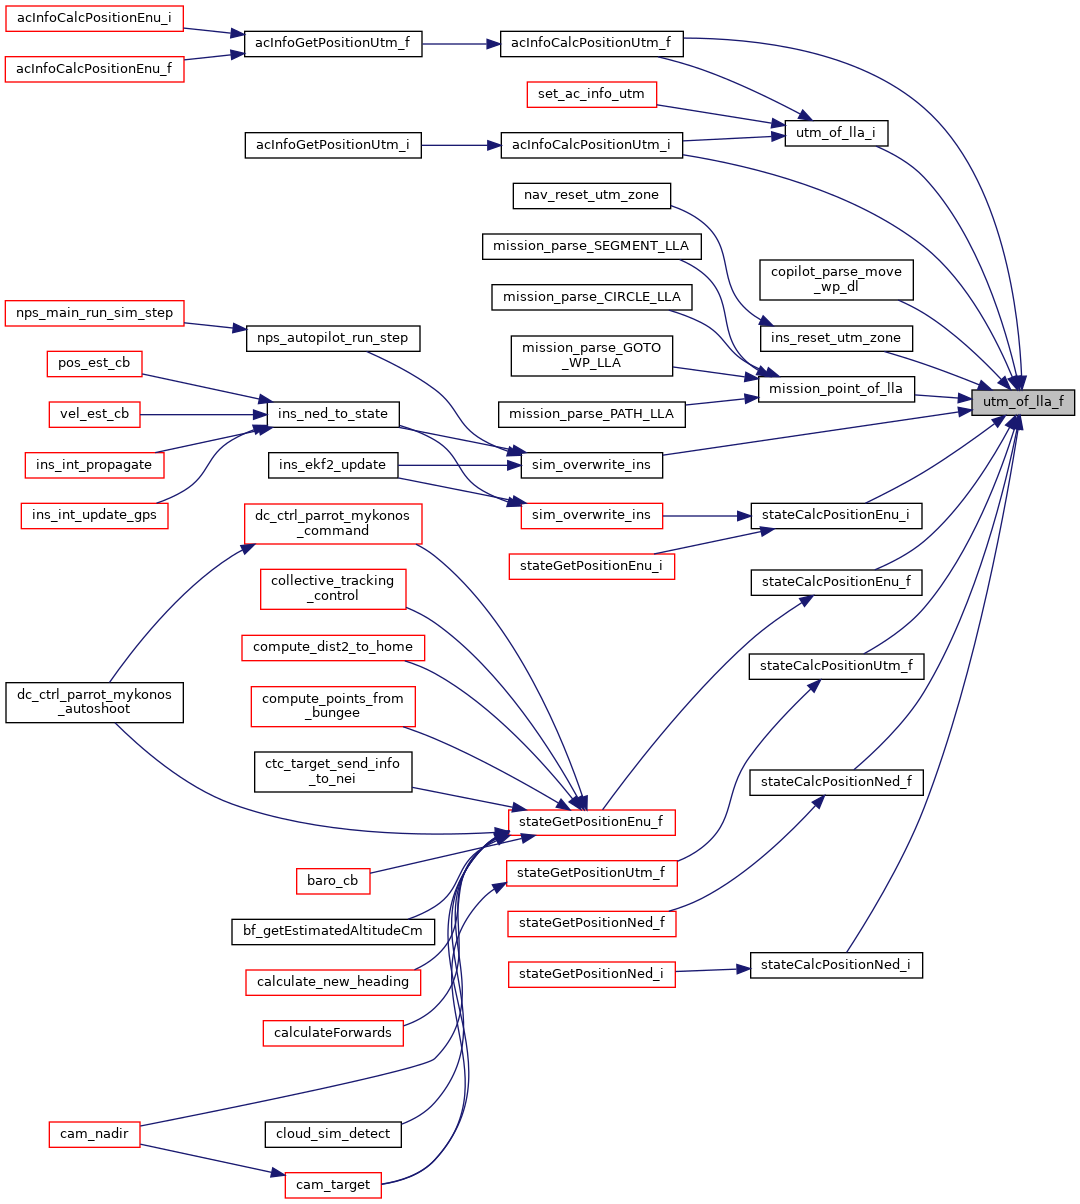 acInfoCalcPositionEnu_i
acInfoCalcPositionEnu_f
acInfoGetPositionUtm_f
acInfoCalcPositionUtm_f
set_ac_info_utm
utm_of_lla_i
acInfoGetPositionUtm_i
acInfoCalcPositionUtm_i
nav_reset_utm_zone
mission_parse_SEGMENT_LLA
copilot_parse_move
_wp_dl
mission_parse_CIRCLE_LLA
nps_main_run_sim_step
nps_autopilot_run_step
ins_reset_utm_zone
mission_parse_GOTO
_WP_LLA
pos_est_cb
mission_point_of_lla
utm_of_lla_f
vel_est_cb
ins_ned_to_state
mission_parse_PATH_LLA
ins_int_propagate
ins_ekf2_update
sim_overwrite_ins
ins_int_update_gps
dc_ctrl_parrot_mykonos
_command
sim_overwrite_ins
stateCalcPositionEnu_i
stateGetPositionEnu_i
collective_tracking
_control
stateCalcPositionEnu_f
compute_dist2_to_home
stateCalcPositionUtm_f
dc_ctrl_parrot_mykonos
_autoshoot
compute_points_from
_bungee
ctc_target_send_info
_to_nei
stateCalcPositionNed_f
stateGetPositionEnu_f
baro_cb
stateGetPositionUtm_f
bf_getEstimatedAltitudeCm
stateGetPositionNed_f
calculate_new_heading
stateGetPositionNed_i
stateCalcPositionNed_i
calculateForwards
cam_nadir
cloud_sim_detect
cam_target